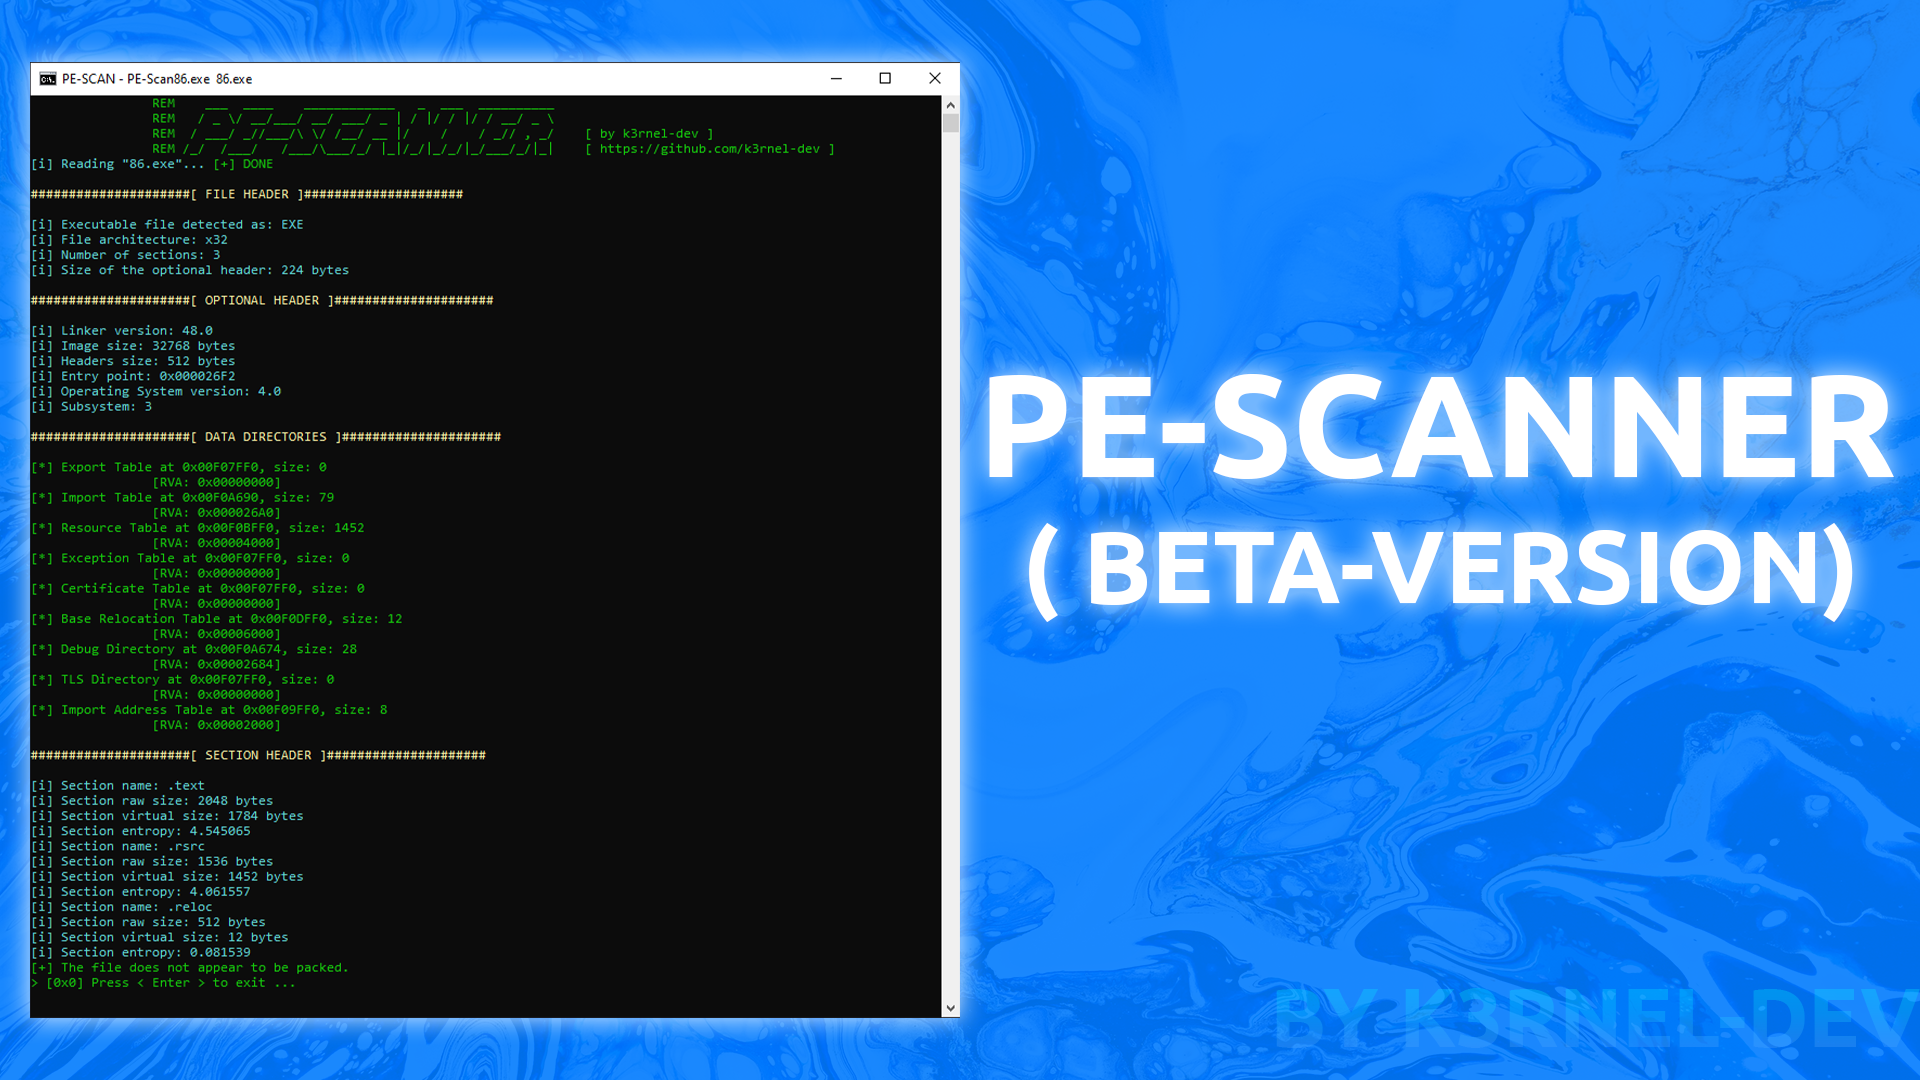 PE-SCAN - PE-Scan86.exe 86.exe
REM
REM
REM [ by k3rnel-dev ]
REM [ https://github.com/k3rnel-dev ]
PE-SCANNER
[i] Reading "86.exe"... [+] DONE
#####################[ FILE HEADER ]#####################
[i] Executable file detected as: EXE
[i] File architecture: x32
[i] Number of sections: 3
[i] Size of the optional header: 224 bytes
#####################[ OPTIONAL HEADER ]#####################
[i] Linker version: 48.0
[i] Image size: 32768 bytes
[i] Headers size: 512 bytes
[i] Entry point: 0x000026F2
[i] Operating System version: 4.0
[i] Subsystem: 3
#####################[ DATA DIRECTORIES ]#####################
[*] Export Table at 0x00F07FF0, size: 0
[RVA: 0x00000000]
[*] Import Table at 0x00F0A690, size: 79
[RVA: 0x000026A0]
[*] Resource Table at 0x00F0BFF0, size: 1452
[RVA: 0x00004000]
[*] Exception Table at 0x00F07FF0, size: 0
[RVA: 0x00000000]
[*] Certificate Table at 0x00F07FF0, size: 0
[RVA: 0x00000000]
[*] Base Relocation Table at 0x00F0DFF0, size: 12
[RVA: 0x00006000]
[*] Debug Directory at 0x00F0A674, size: 28
[RVA: 0x00002684]
[*] TLS Directory at 0x00F07FF0, size: 0
[RVA: 0x00000000]
[*] Import Address Table at 0x00F09FF0, size: 8
[RVA: 0x00002000]
#####################[ SECTION HEADER ]#####################
[i] Section name: .text
[i] Section raw size: 2048 bytes
[i] Section virtual size: 1784 bytes
[i] Section entropy: 4.545065
[i] Section name: .rsrc
[i] Section raw size: 1536 bytes
[i] Section virtual size: 1452 bytes
[i] Section entropy: 4.061557
[i] Section name: .reloc
[i] Section raw size: 512 bytes
[i] Section virtual size: 12 bytes
[i] Section entropy: 0.081539
[+] The file does not appear to be packed.
> [0x0] Press < Enter > to exit ...
PE-SCANNER
( BETA-VERSION)
BY K3RNEL-DEV